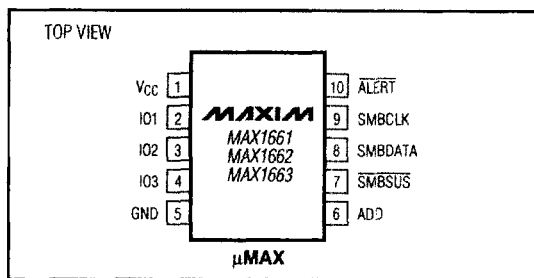 TOP VIEW
VCC 1
IO1 2
IO2 3
IO3 4
GND 5
MAXIM
MAX1661
MAX1662
MAX1663
10 ALERT
9 SMBCLK
8 SMBDATA
7 SMBSUS
6 ADD
µMAX